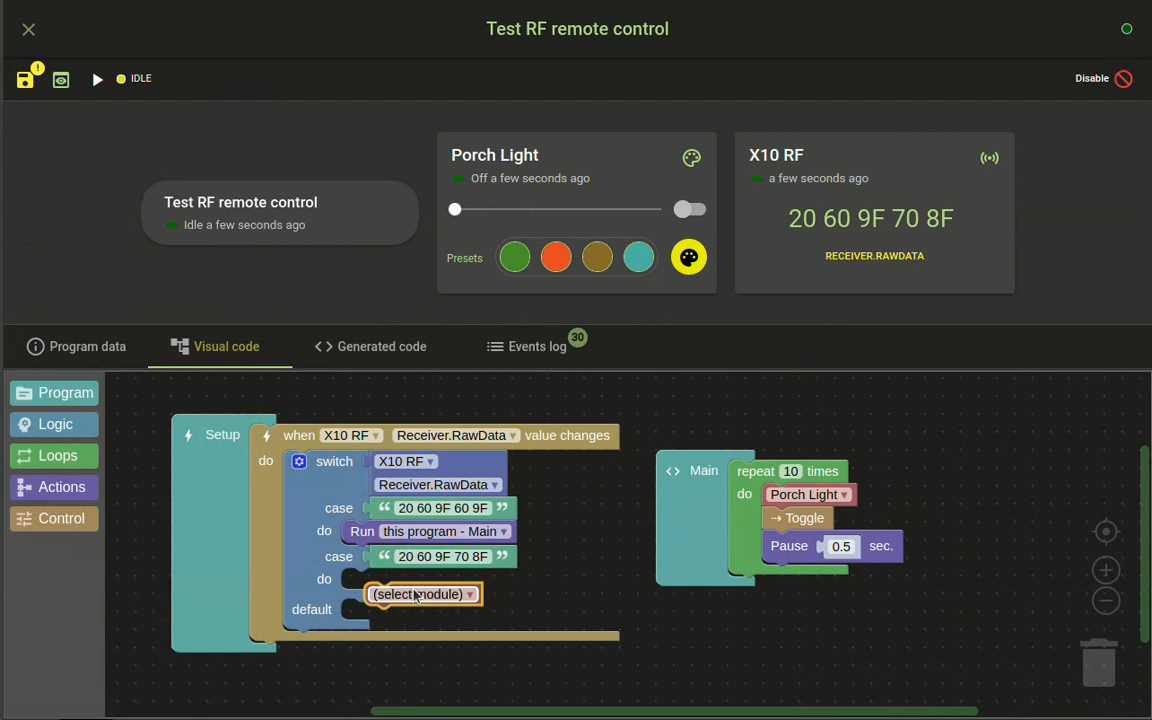 Test RF remote control
!
IDLE
Disable
Test RF remote control
Idle a few seconds ago
Porch Light
Off a few seconds ago
Presets
X10 RF
a few seconds ago
20 60 9F 70 8F
RECEIVER.RAWDATA
Program data
Visual code
<> Generated code
Events log
30
Program
Logic
Loops
Actions
Control
Setup
when X10 RF ▾ Receiver.RawData ▾ value changes
do
switch X10 RF ▾
Receiver.RawData ▾
case “ 20 60 9F 60 9F ”
do Run this program - Main ▾
case “ 20 60 9F 70 8F ”
do
(select module) ▾
default
<> Main
repeat 10 times
do Porch Light ▾
⇢ Toggle
Pause 0.5 sec.